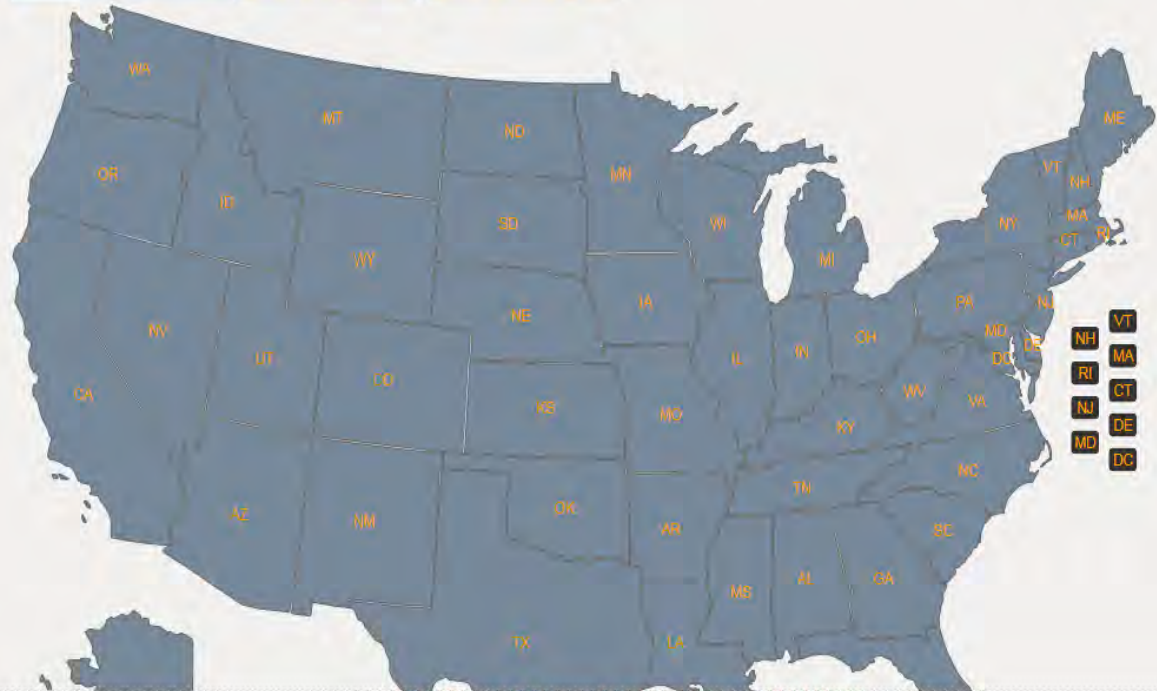 WA
MT
ND
ME
OR
ID
MN
VT
NH
SD
WI
NY
MA
WY
MI
CT
RI
NE
IA
PA
NJ
NV
UT
CO
IL
IN
OH
MD
DE
DC
CA
KS
MO
WV
VA
KY
AZ
NM
OK
TN
NC
AR
SC
MS
AL
GA
TX
LA
VT
NH
MA
RI
CT
NJ
DE
MD
DC